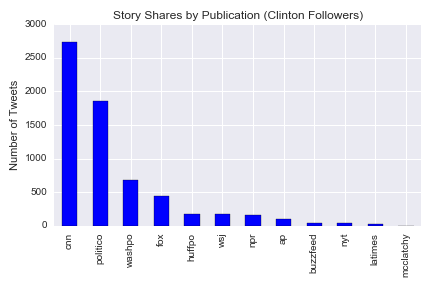 Story Shares by Publication (Clinton Followers)
3000
2500
2000
1500
1000
500
0
Number of Tweets
cnn
politico
washpo
fox
huffpo
wsj
npr
ap
buzzfeed
nyt
latimes
mcclatchy